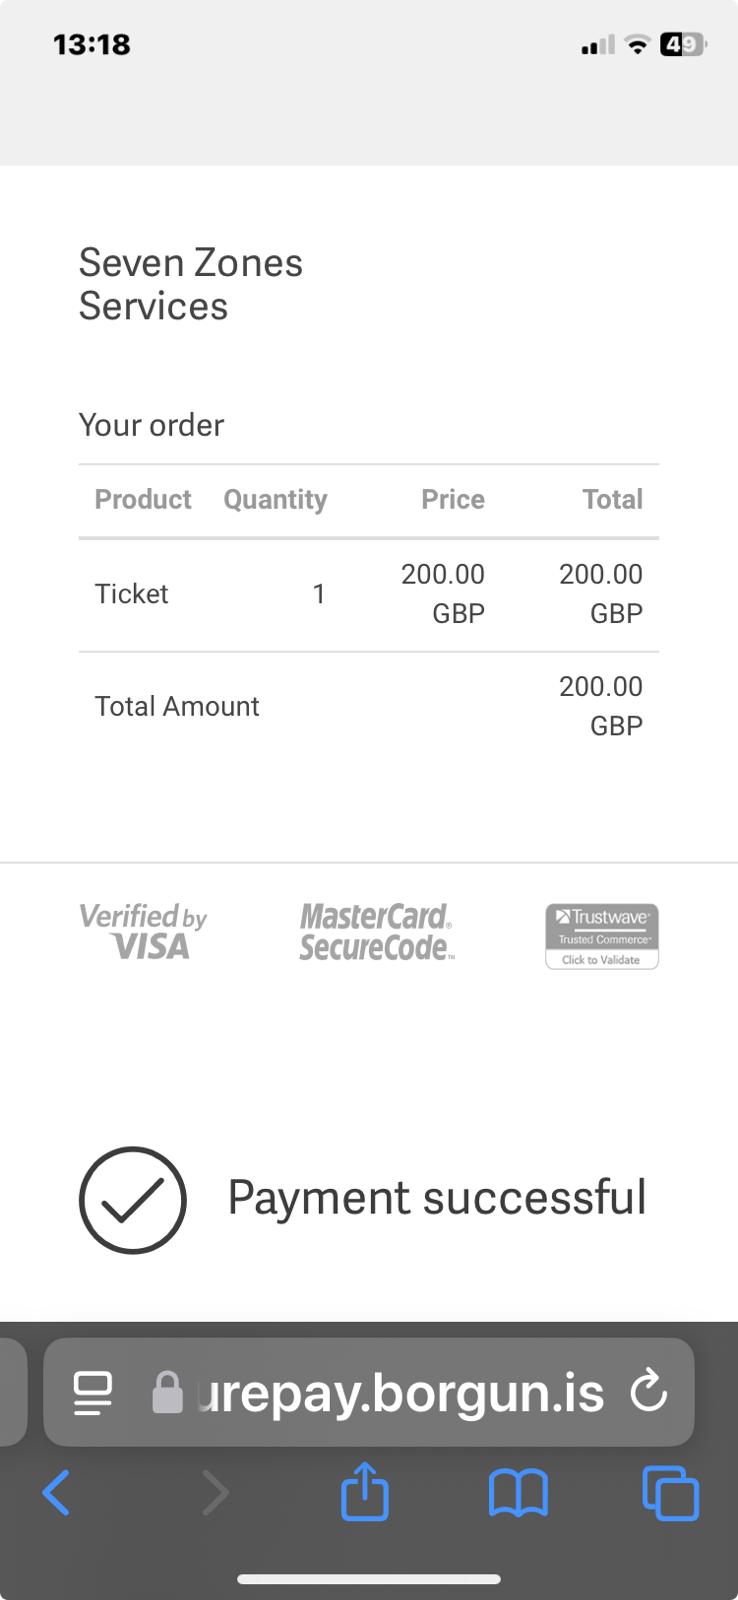 13:18
49
Seven Zones
Services
Your order
Product Quantity Price Total
Ticket 1 200.00 GBP 200.00 GBP
Total Amount 200.00 GBP
Verified by
VISA
MasterCard®
SecureCode™
Trustwave®
Trusted Commerce
Click to Validate
Payment successful
urepay.borgun.is